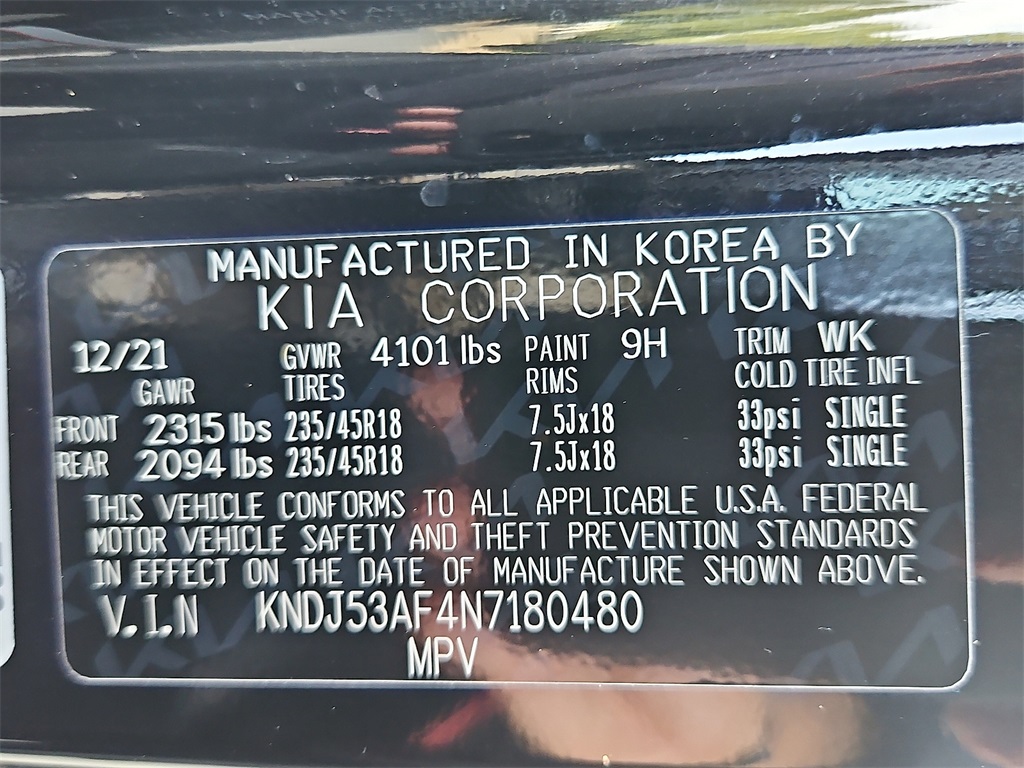 MANUFACTURED IN KOREA BY
KIA CORPORATION
12/21 GVWR 4101 lbs PAINT 9H TRIM WK
GAWR TIRES RIMS COLD TIRE INFL
FRONT 2315 lbs 235/45R18 7.5Jx18 33psi SINGLE
REAR 2094 lbs 235/45R18 7.5Jx18 33psi SINGLE
THIS VEHICLE CONFORMS TO ALL APPLICABLE U.S.A. FEDERAL
MOTOR VEHICLE SAFETY AND THEFT PREVENTION STANDARDS
IN EFFECT ON THE DATE OF MANUFACTURE SHOWN ABOVE.
V.I.N KNDJ53AF4N7180480
MPV